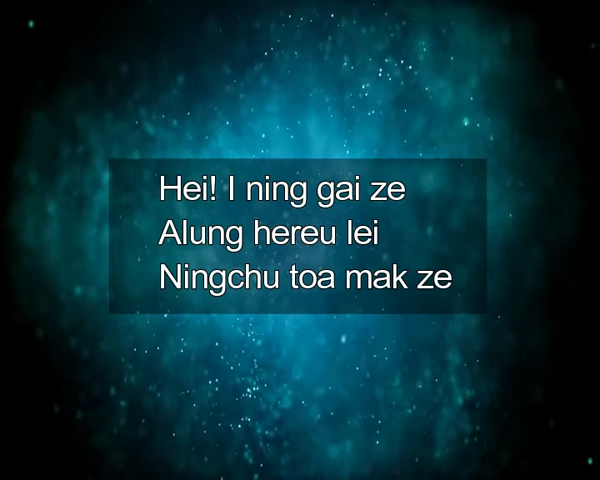 Hei! I ning gai ze
Alung hereu lei
Ningchu toa mak ze